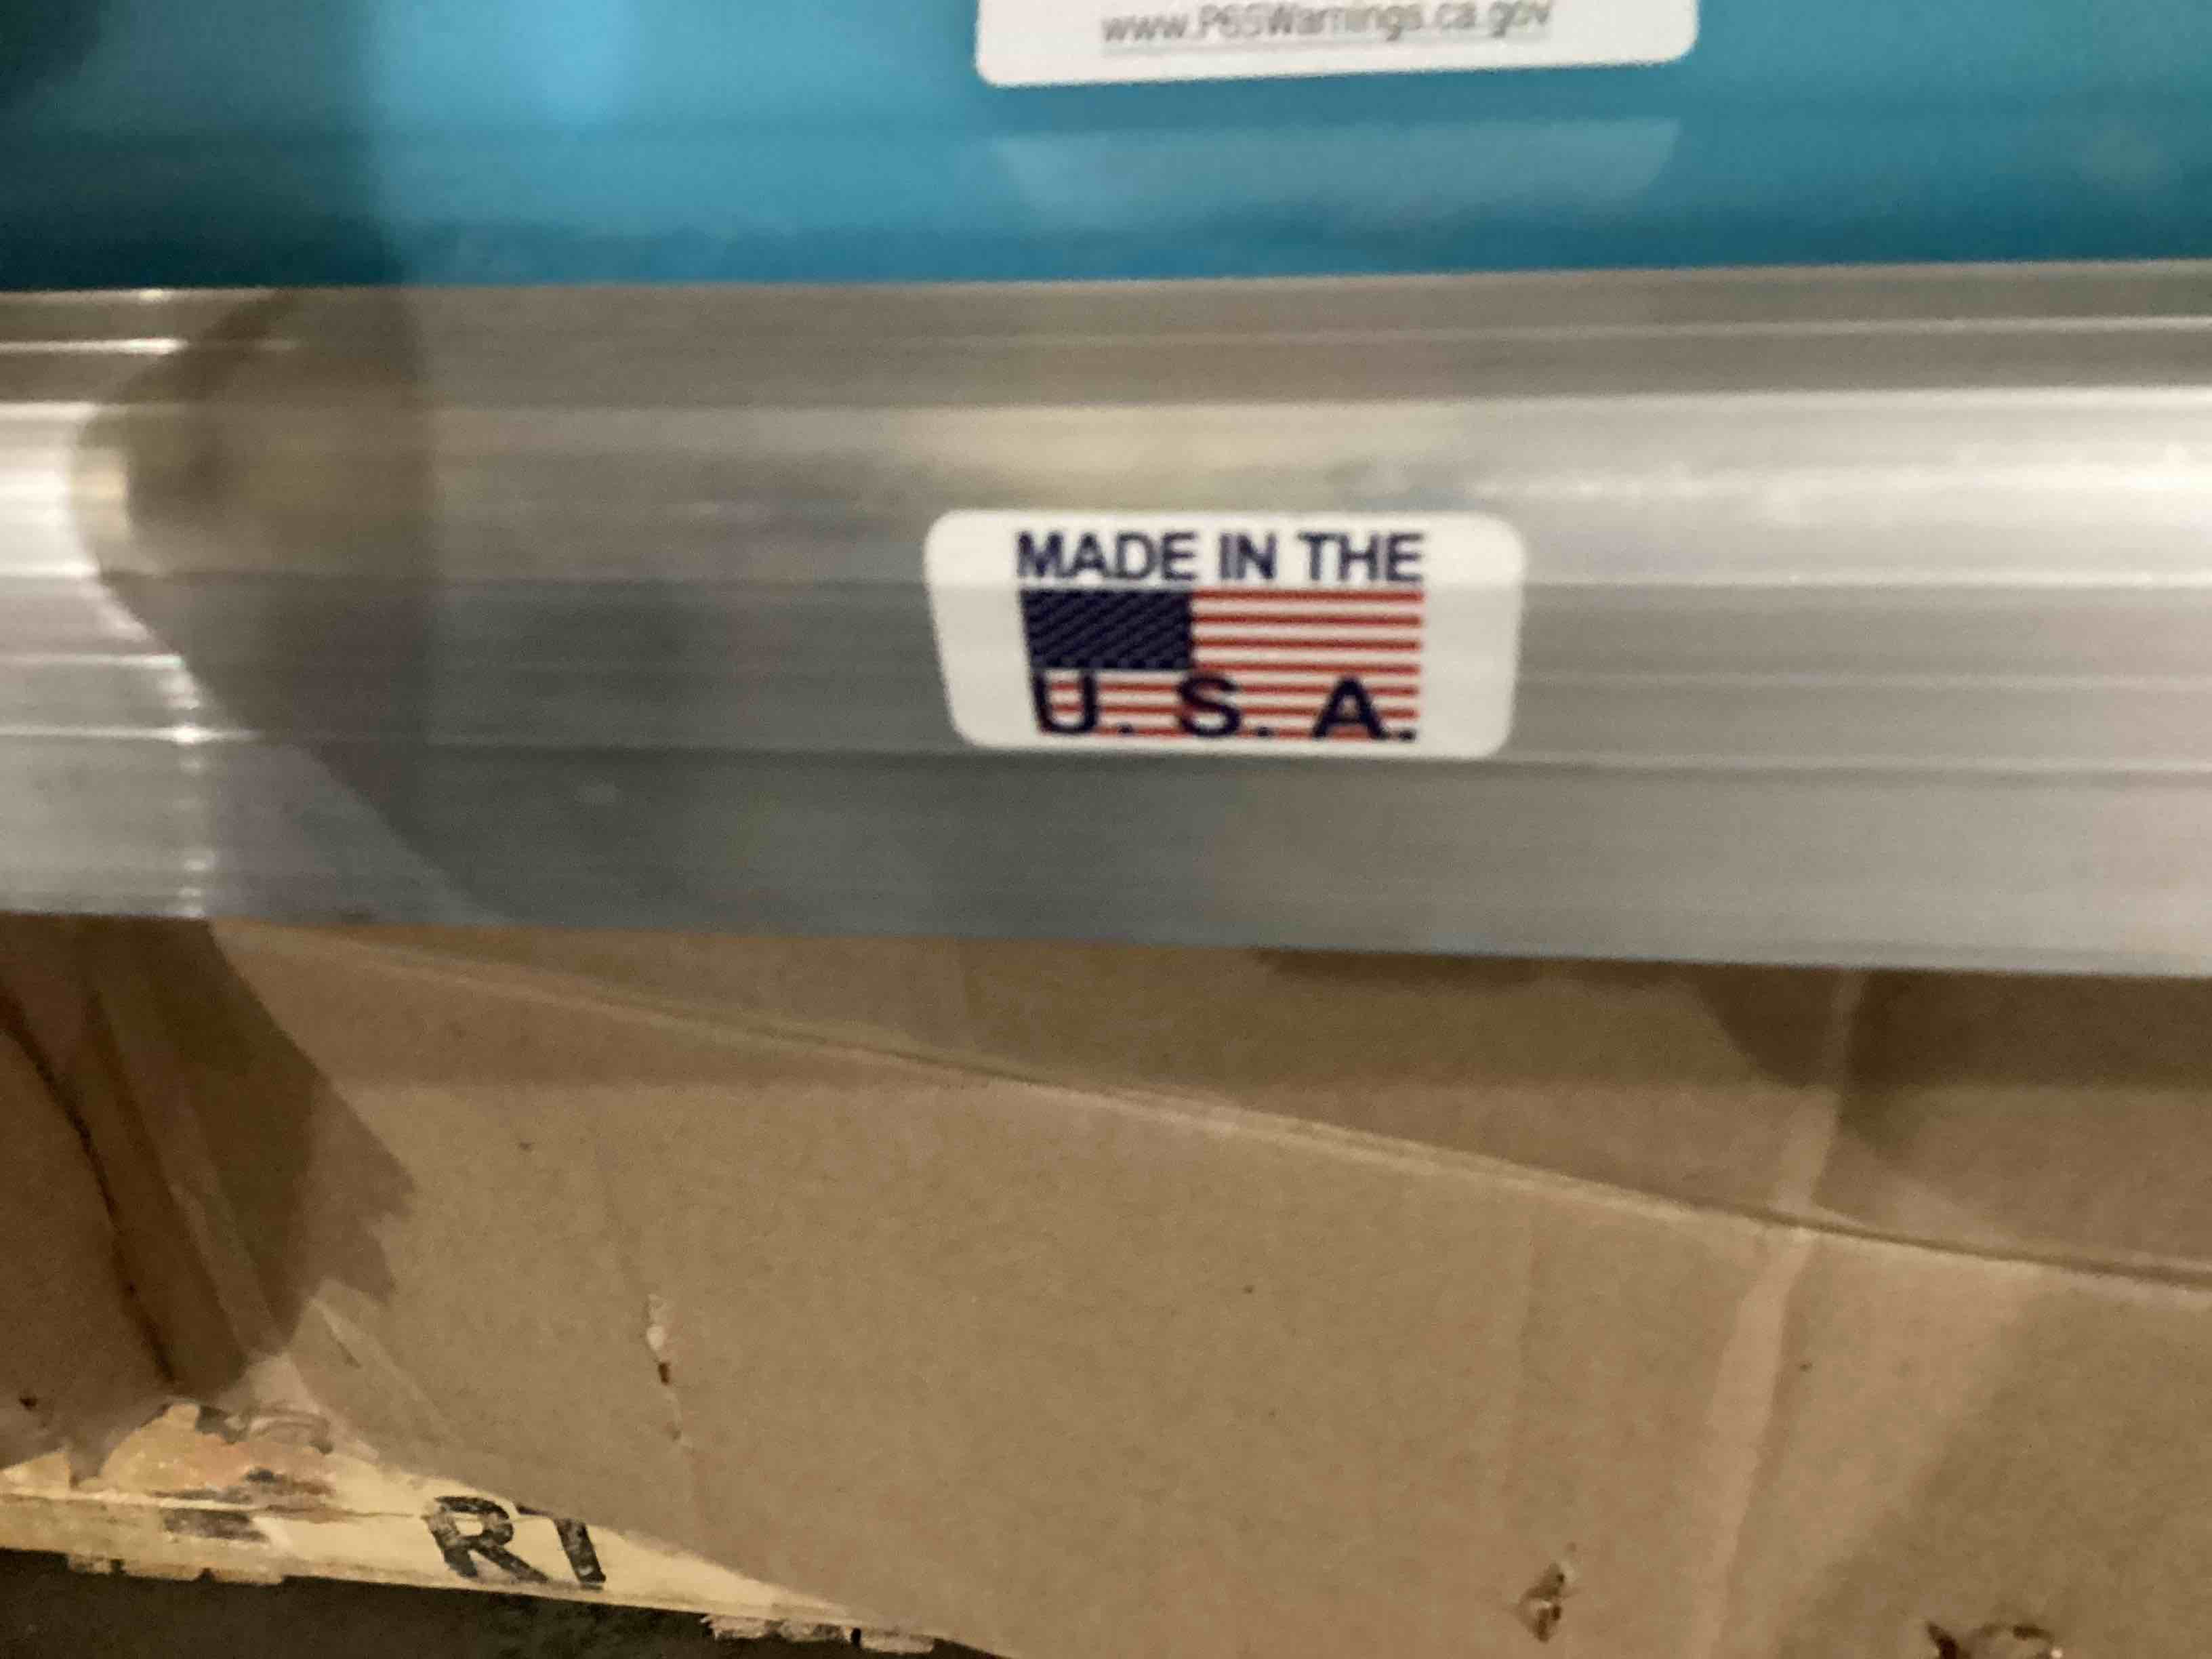 www.P65Warnings.ca.gov
MADE IN THE
U. S. A.